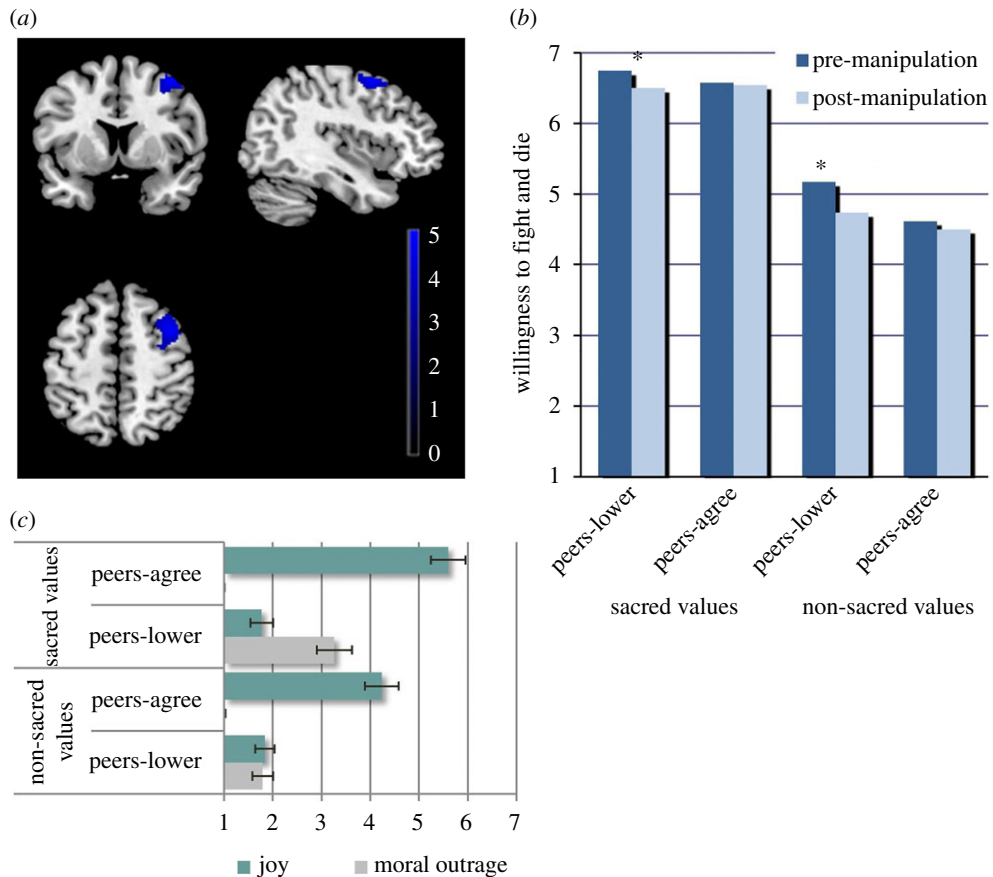 (a)
5
4
3
2
1
0
(b)
willingness to fight and die
7
6
5
4
3
2
1
*
*
pre-manipulation
post-manipulation
peers-lower
peers-agree
peers-lower
peers-agree
sacred values
non-sacred values
(c)
sacred values
peers-agree
peers-lower
non-sacred
values
peers-agree
peers-lower
1 2 3 4 5 6 7
joy
moral outrage